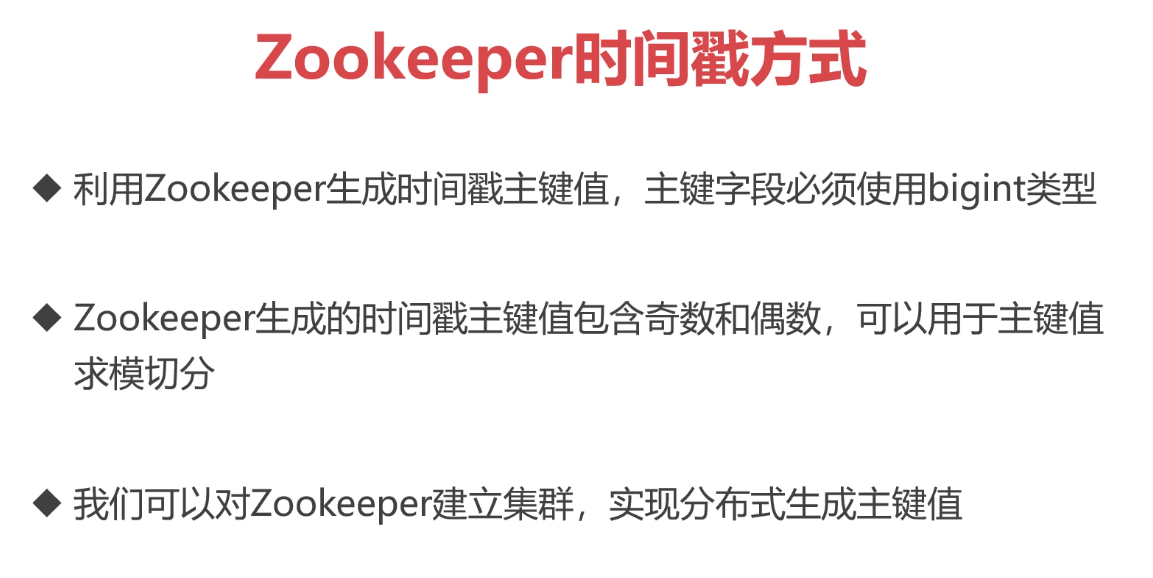 Zookeeper时间戳方式
◆ 利用Zookeeper生成时间戳主键值，主键字段必须使用bigint类型
◆ Zookeeper生成的时间戳主键值包含奇数和偶数，可以用于主键值
求模切分
◆ 我们可以对Zookeeper建立集群，实现分布式生成主键值